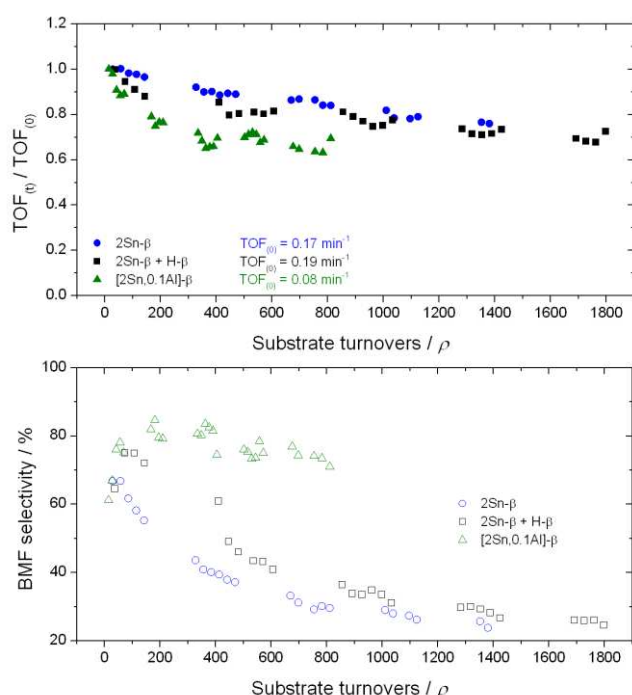 1.2
1.0
0.8
0.6
0.4
0.2
0.0
TOF(t) / TOF(0)
2Sn-β TOF(0) = 0.17 min⁻¹
2Sn-β + H-β TOF(0) = 0.19 min⁻¹
[2Sn,0.1Al]-β TOF(0) = 0.08 min⁻¹
0 200 400 600 800 1000 1200 1400 1600 1800
Substrate turnovers / ρ
100
80
60
40
20
BMF selectivity / %
2Sn-β
2Sn-β + H-β
[2Sn,0.1Al]-β
0 200 400 600 800 1000 1200 1400 1600 1800
Substrate turnovers / ρ